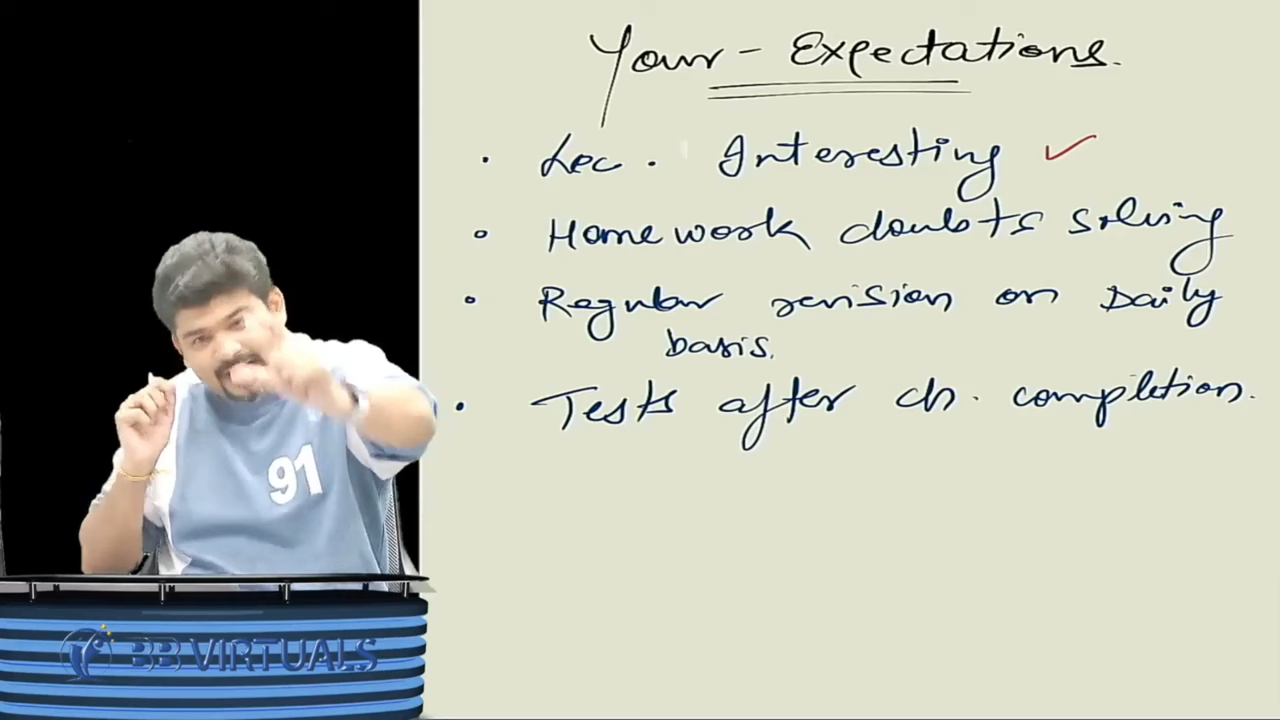 Your - Expectations.
• Lec. Interesting ✓
• Homework doubts solving
• Regular revision on Daily
basis.
• Tests after ch. completion.
91
BB VIRTUALS